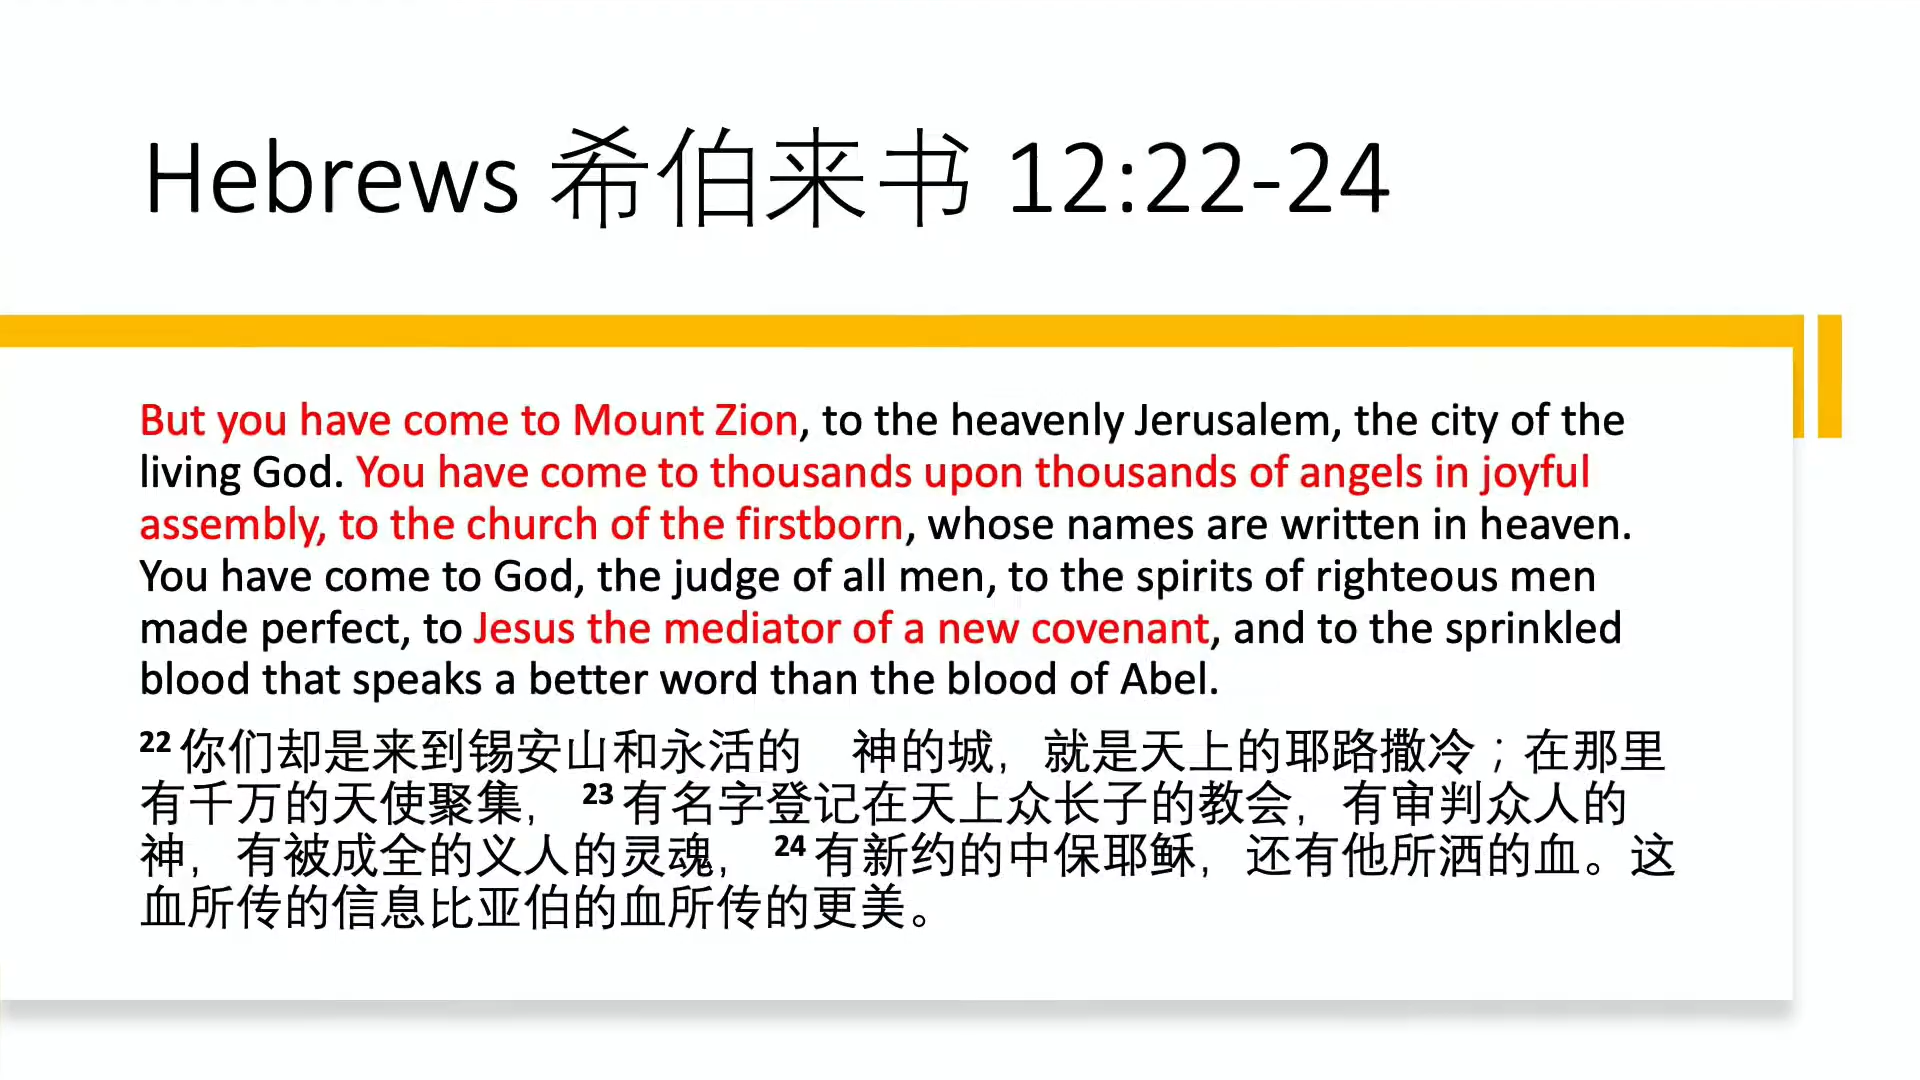 Hebrews 希伯来书 12:22-24
But you have come to Mount Zion, to the heavenly Jerusalem, the city of the
living God. You have come to thousands upon thousands of angels in joyful
assembly, to the church of the firstborn, whose names are written in heaven.
You have come to God, the judge of all men, to the spirits of righteous men
made perfect, to Jesus the mediator of a new covenant, and to the sprinkled
blood that speaks a better word than the blood of Abel.
22 你们却是来到锡安山和永活的　神的城，就是天上的耶路撒冷；在那里
有千万的天使聚集， 23 有名字登记在天上众长子的教会，有审判众人的
神，有被成全的义人的灵魂， 24 有新约的中保耶稣，还有他所洒的血。这
血所传的信息比亚伯的血所传的更美。